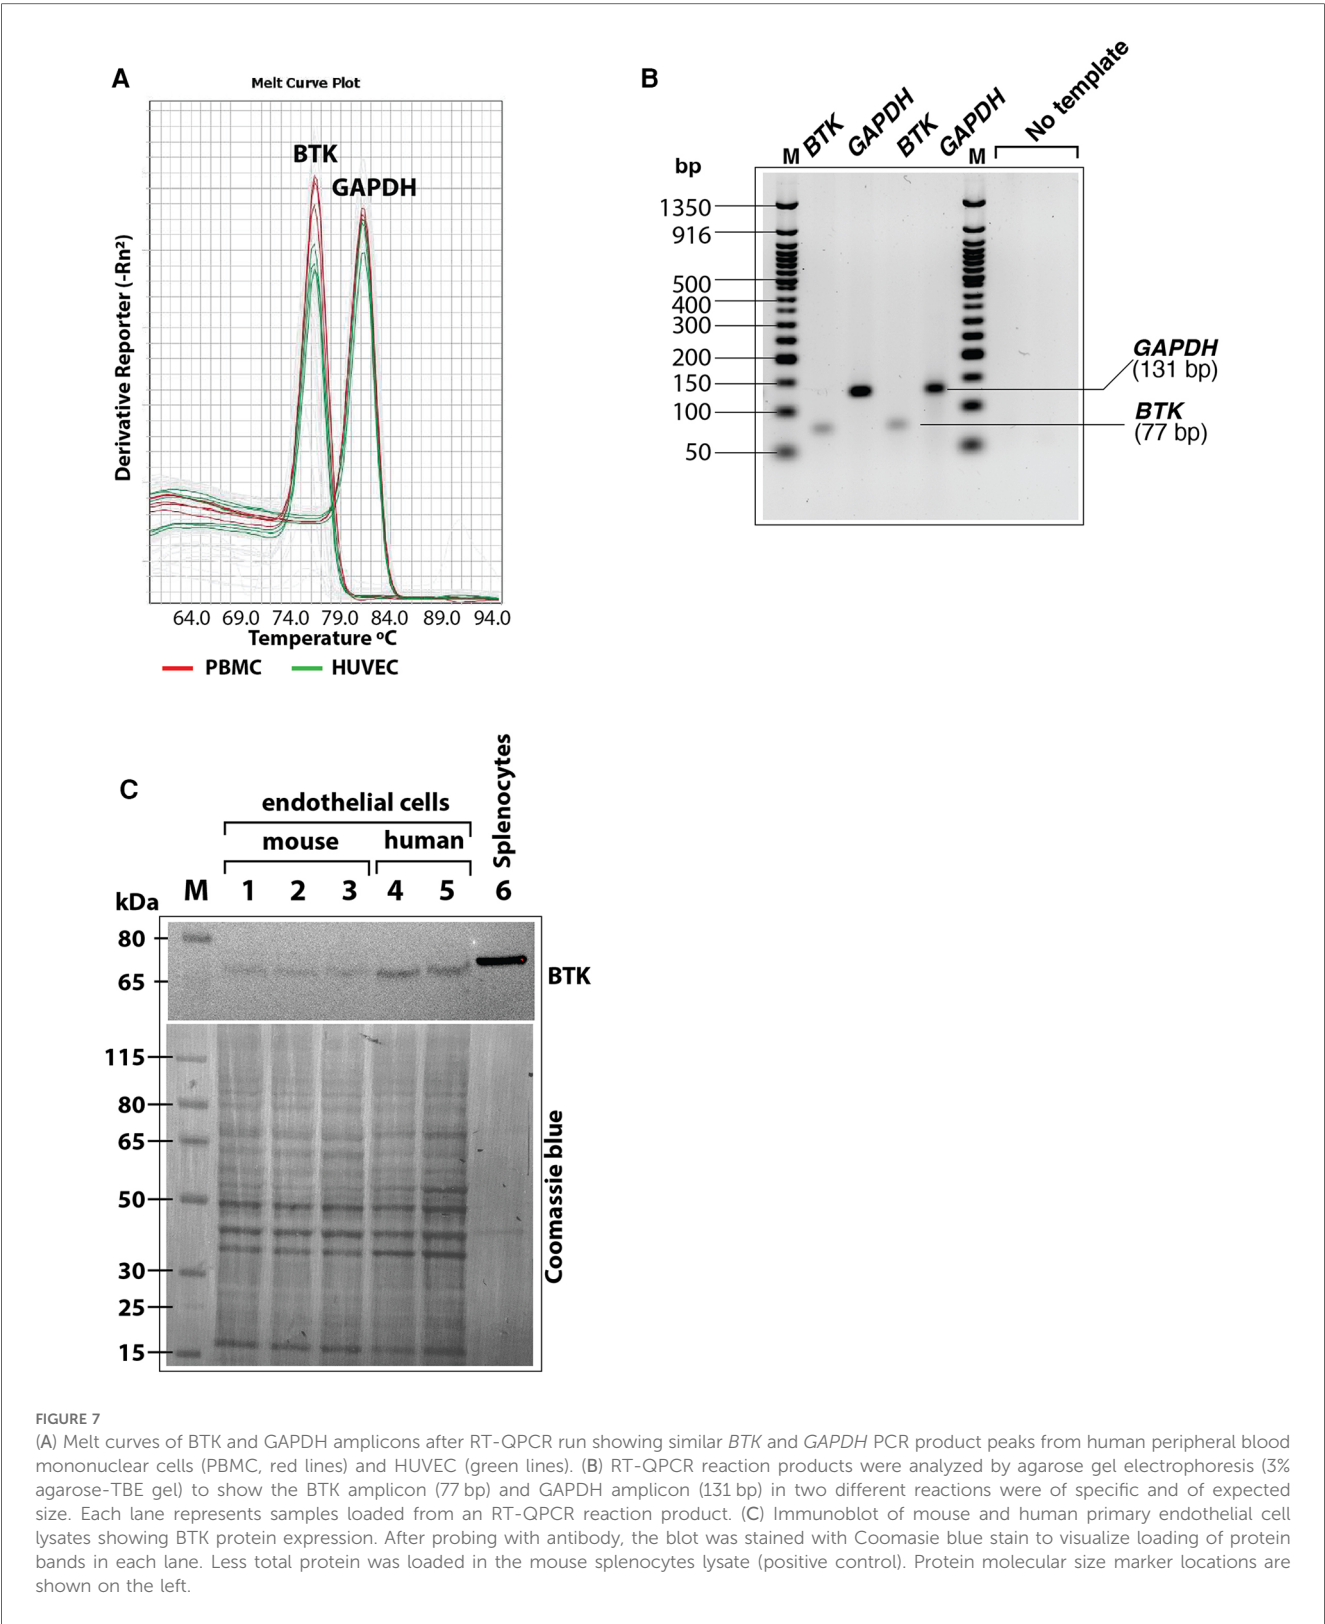 A
Melt Curve Plot
BTK
GAPDH
Derivative Reporter (-Rn²)
64.0 69.0 74.0 79.0 84.0 89.0 94.0
Temperature ºC
PBMC HUVEC
B
bp
M BTK GAPDH BTK GAPDH M No template
1350
916
500
400
300
200
150
100
50
GAPDH
(131 bp)
BTK
(77 bp)
C
endothelial cells
mouse human
Splenocytes
kDa
M 1 2 3 4 5 6
80
65
BTK
115
80
65
50
30
25
15
Coomassie blue
FIGURE 7
(A) Melt curves of BTK and GAPDH amplicons after RT-QPCR run showing similar BTK and GAPDH PCR product peaks from human peripheral blood
mononuclear cells (PBMC, red lines) and HUVEC (green lines). (B) RT-QPCR reaction products were analyzed by agarose gel electrophoresis (3%
agarose-TBE gel) to show the BTK amplicon (77 bp) and GAPDH amplicon (131 bp) in two different reactions were of specific and of expected
size. Each lane represents samples loaded from an RT-QPCR reaction product. (C) Immunoblot of mouse and human primary endothelial cell
lysates showing BTK protein expression. After probing with antibody, the blot was stained with Coomasie blue stain to visualize loading of protein
bands in each lane. Less total protein was loaded in the mouse splenocytes lysate (positive control). Protein molecular size marker locations are
shown on the left.